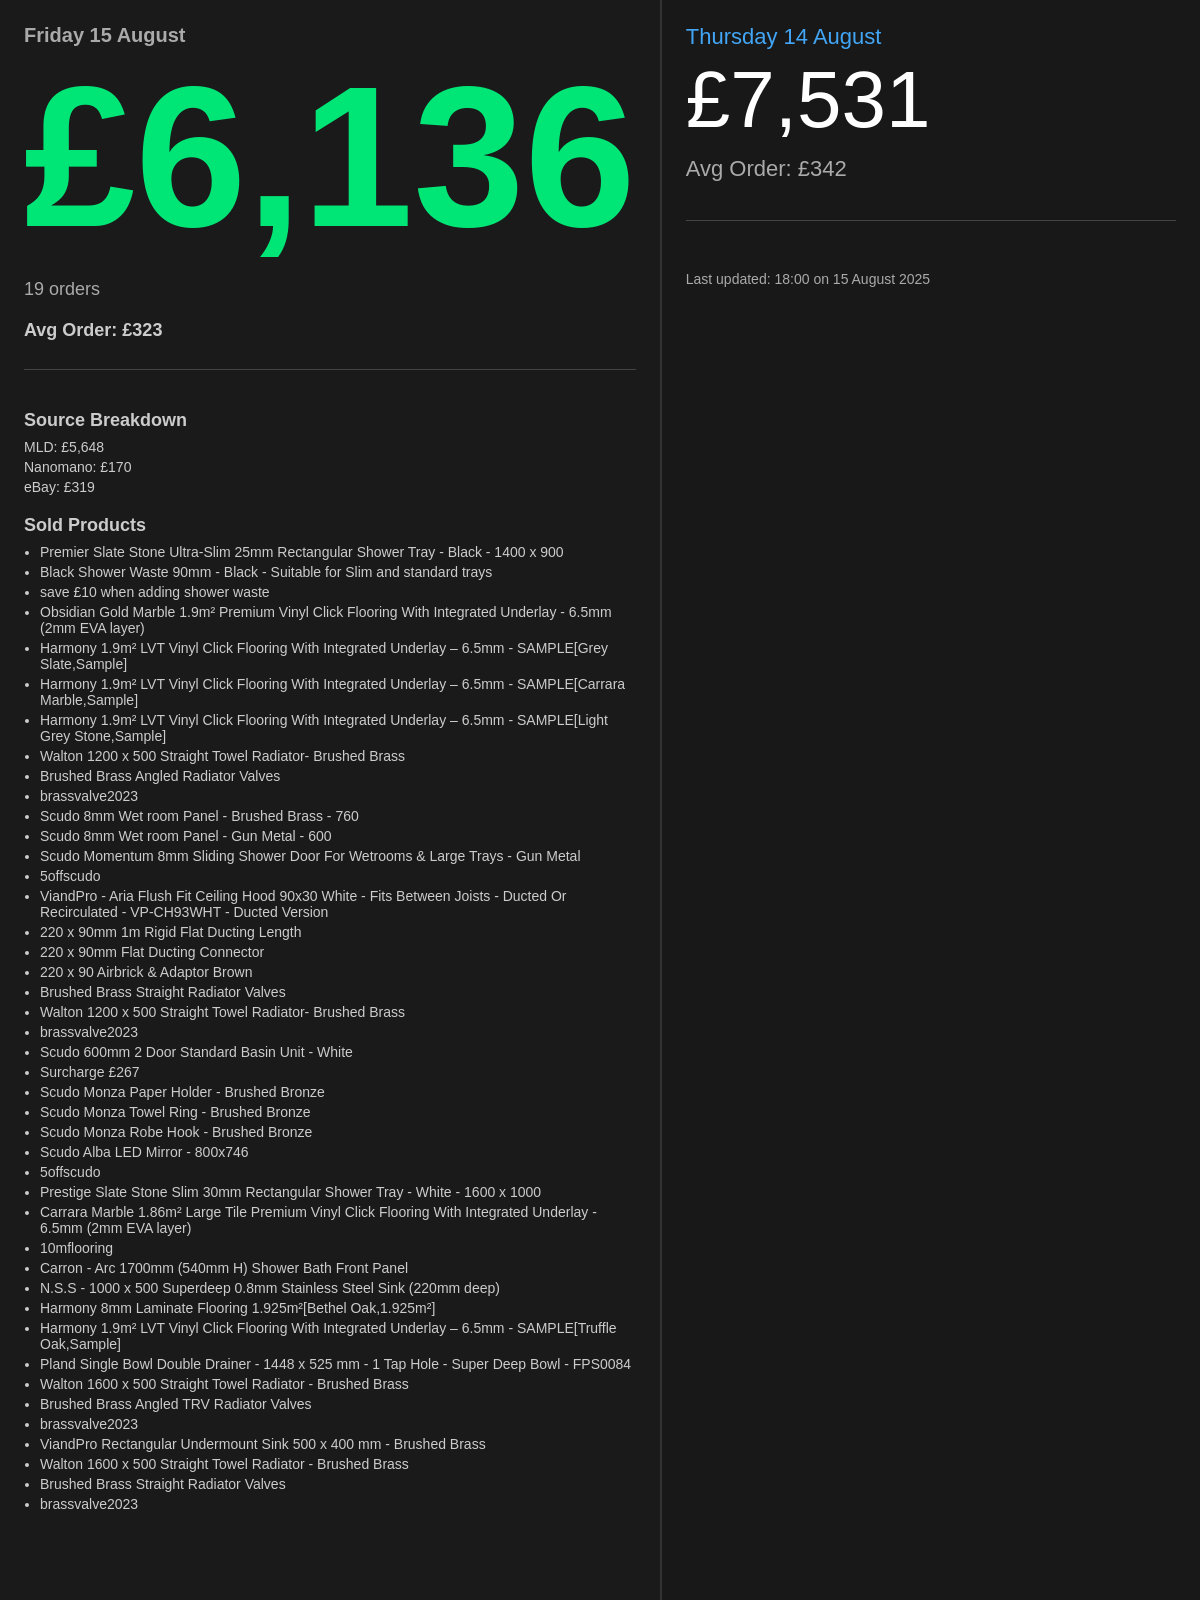 Friday 15 August
£6,136
19 orders
Avg Order: £323
Source Breakdown
MLD: £5,648
Nanomano: £170
eBay: £319
Sold Products
• Premier Slate Stone Ultra-Slim 25mm Rectangular Shower Tray - Black - 1400 x 900
• Black Shower Waste 90mm - Black - Suitable for Slim and standard trays
• save £10 when adding shower waste
• Obsidian Gold Marble 1.9m² Premium Vinyl Click Flooring With Integrated Underlay - 6.5mm
(2mm EVA layer)
• Harmony 1.9m² LVT Vinyl Click Flooring With Integrated Underlay – 6.5mm - SAMPLE[Grey
Slate,Sample]
• Harmony 1.9m² LVT Vinyl Click Flooring With Integrated Underlay – 6.5mm - SAMPLE[Carrara
Marble,Sample]
• Harmony 1.9m² LVT Vinyl Click Flooring With Integrated Underlay – 6.5mm - SAMPLE[Light
Grey Stone,Sample]
• Walton 1200 x 500 Straight Towel Radiator- Brushed Brass
• Brushed Brass Angled Radiator Valves
• brassvalve2023
• Scudo 8mm Wet room Panel - Brushed Brass - 760
• Scudo 8mm Wet room Panel - Gun Metal - 600
• Scudo Momentum 8mm Sliding Shower Door For Wetrooms & Large Trays - Gun Metal
• 5offscudo
• ViandPro - Aria Flush Fit Ceiling Hood 90x30 White - Fits Between Joists - Ducted Or
Recirculated - VP-CH93WHT - Ducted Version
• 220 x 90mm 1m Rigid Flat Ducting Length
• 220 x 90mm Flat Ducting Connector
• 220 x 90 Airbrick & Adaptor Brown
• Brushed Brass Straight Radiator Valves
• Walton 1200 x 500 Straight Towel Radiator- Brushed Brass
• brassvalve2023
• Scudo 600mm 2 Door Standard Basin Unit - White
• Surcharge £267
• Scudo Monza Paper Holder - Brushed Bronze
• Scudo Monza Towel Ring - Brushed Bronze
• Scudo Monza Robe Hook - Brushed Bronze
• Scudo Alba LED Mirror - 800x746
• 5offscudo
• Prestige Slate Stone Slim 30mm Rectangular Shower Tray - White - 1600 x 1000
• Carrara Marble 1.86m² Large Tile Premium Vinyl Click Flooring With Integrated Underlay -
6.5mm (2mm EVA layer)
• 10mflooring
• Carron - Arc 1700mm (540mm H) Shower Bath Front Panel
• N.S.S - 1000 x 500 Superdeep 0.8mm Stainless Steel Sink (220mm deep)
• Harmony 8mm Laminate Flooring 1.925m²[Bethel Oak,1.925m²]
• Harmony 1.9m² LVT Vinyl Click Flooring With Integrated Underlay – 6.5mm - SAMPLE[Truffle
Oak,Sample]
• Pland Single Bowl Double Drainer - 1448 x 525 mm - 1 Tap Hole - Super Deep Bowl - FPS0084
• Walton 1600 x 500 Straight Towel Radiator - Brushed Brass
• Brushed Brass Angled TRV Radiator Valves
• brassvalve2023
• ViandPro Rectangular Undermount Sink 500 x 400 mm - Brushed Brass
• Walton 1600 x 500 Straight Towel Radiator - Brushed Brass
• Brushed Brass Straight Radiator Valves
• brassvalve2023
Thursday 14 August
£7,531
Avg Order: £342
Last updated: 18:00 on 15 August 2025